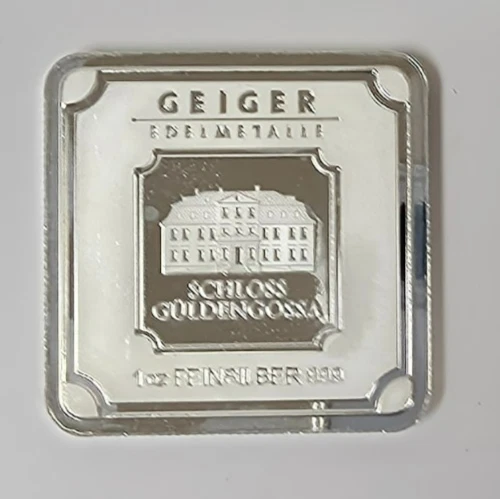 GEIGER
EDELMETALLE
SCHLOSS
GÜLDENGOSSA
1 oz FEINSILBER 999